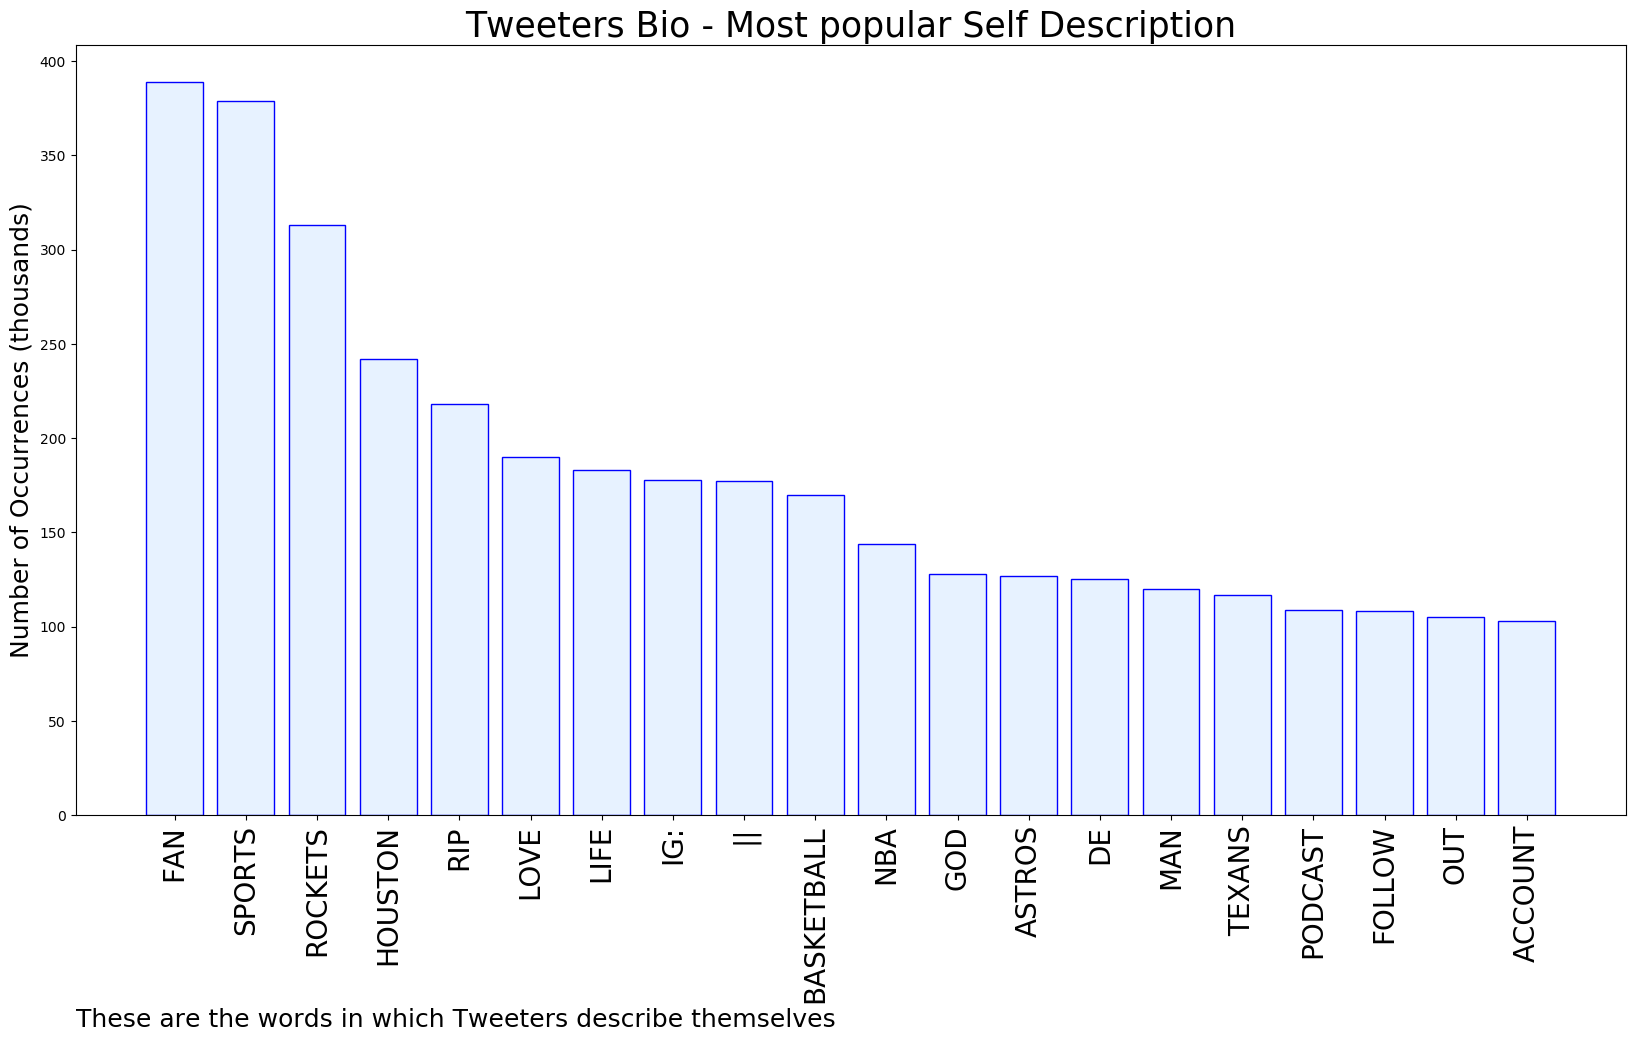 Tweeters Bio - Most popular Self Description
Number of Occurrences (thousands)
400
350
300
250
200
150
100
50
0
FAN
SPORTS
ROCKETS
HOUSTON
RIP
LOVE
LIFE
IG:
||
BASKETBALL
NBA
GOD
ASTROS
DE
MAN
TEXANS
PODCAST
FOLLOW
OUT
ACCOUNT
These are the words in which Tweeters describe themselves